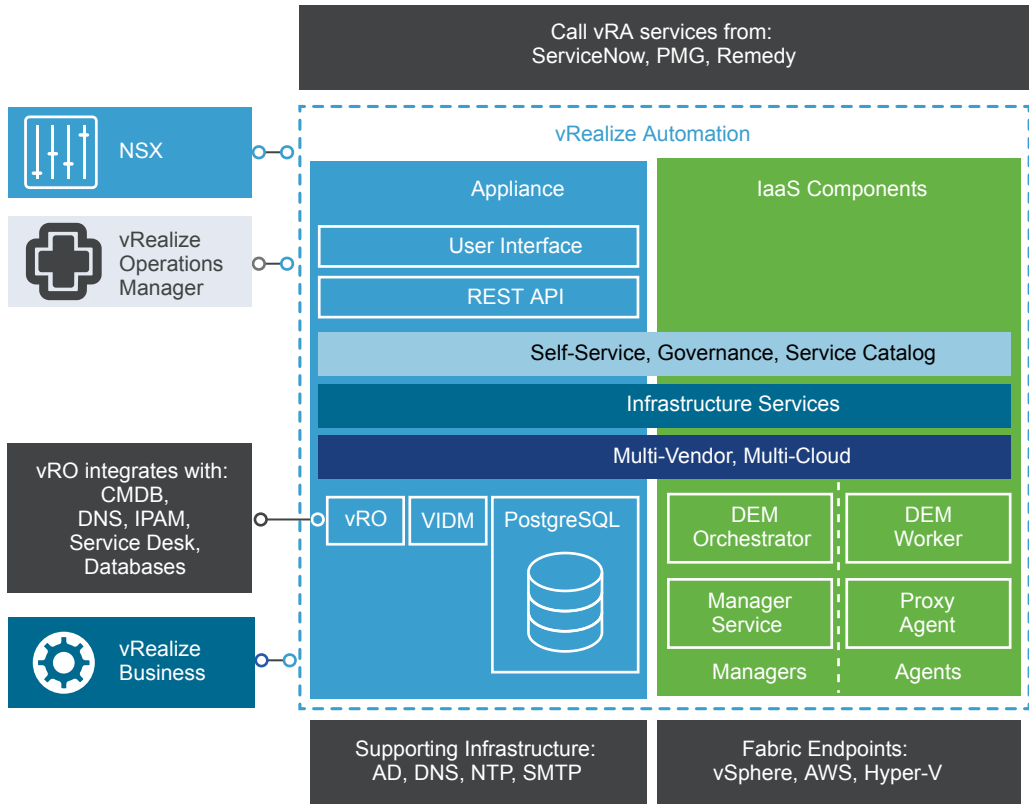 Call vRA services from:
ServiceNow, PMG, Remedy
NSX
vRealize
Operations
Manager
vRO integrates with:
CMDB,
DNS, IPAM,
Service Desk,
Databases
vRealize
Business
vRealize Automation
Appliance
IaaS Components
User Interface
REST API
Self-Service, Governance, Service Catalog
Infrastructure Services
Multi-Vendor, Multi-Cloud
vRO
VIDM
PostgreSQL
DEM
Orchestrator
DEM
Worker
Manager
Service
Proxy
Agent
Managers
Agents
Supporting Infrastructure:
AD, DNS, NTP, SMTP
Fabric Endpoints:
vSphere, AWS, Hyper-V